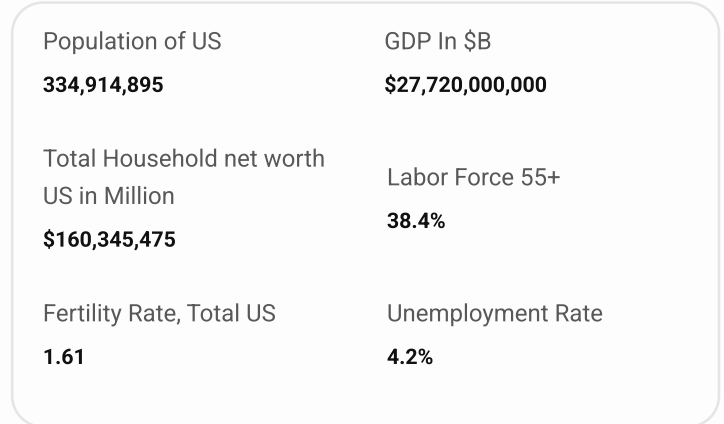 Population of US
334,914,895
GDP In $B
$27,720,000,000
Total Household net worth
US in Million
$160,345,475
Labor Force 55+
38.4%
Fertility Rate, Total US
1.61
Unemployment Rate
4.2%